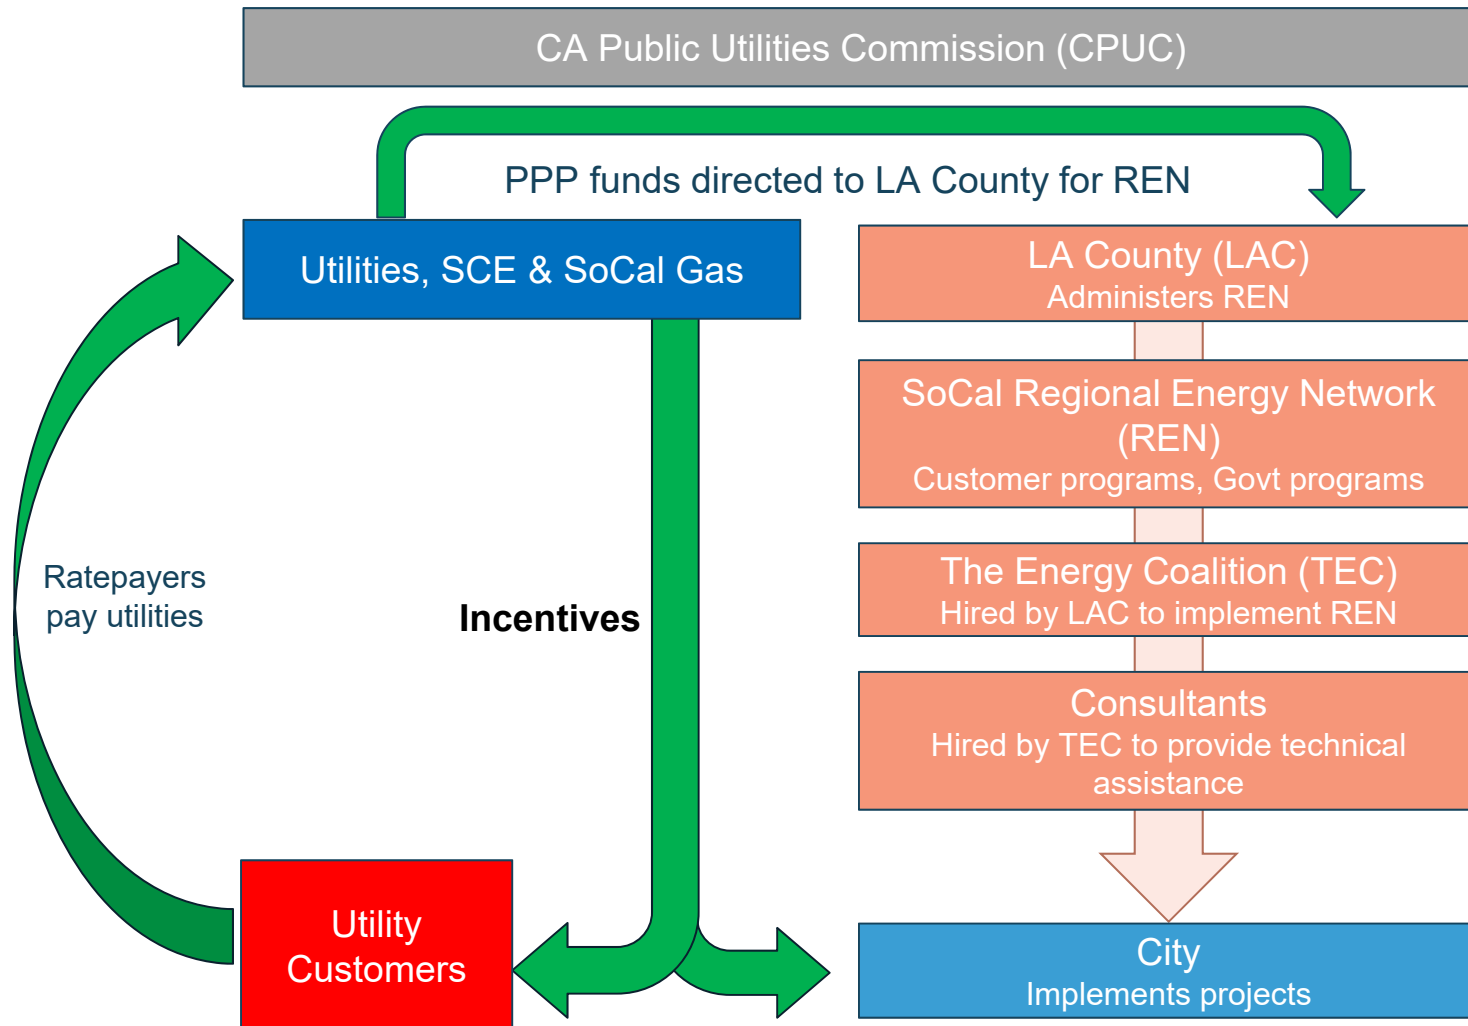 CA Public Utilities Commission (CPUC)
PPP funds directed to LA County for REN
Utilities, SCE & SoCal Gas
LA County (LAC)
Administers REN
SoCal Regional Energy Network
(REN)
Customer programs, Govt programs
Ratepayers
pay utilities
Incentives
The Energy Coalition (TEC)
Hired by LAC to implement REN
Consultants
Hired by TEC to provide technical
assistance
Utility
Customers
City
Implements projects